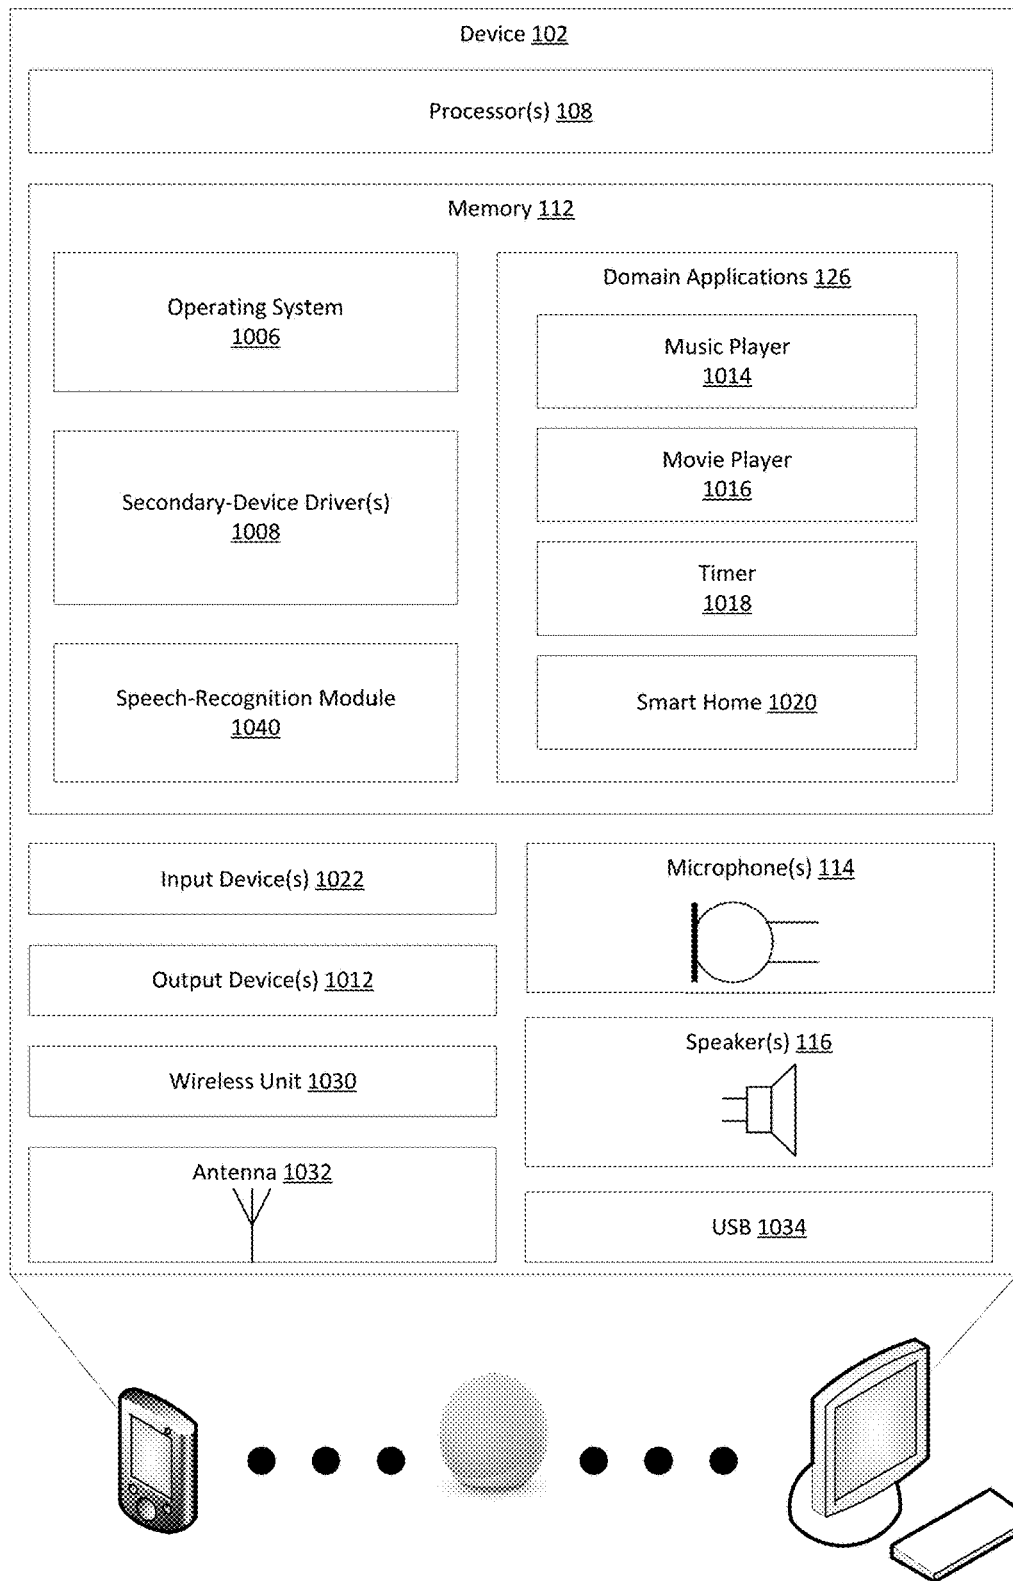 Device 102
Processor(s) 108
Memory 112
Operating System
1006
Secondary-Device Driver(s)
1008
Speech-Recognition Module
1040
Domain Applications 126
Music Player
1014
Movie Player
1016
Timer
1018
Smart Home 1020
Input Device(s) 1022
Output Device(s) 1012
Wireless Unit 1030
Antenna 1032
Microphone(s) 114
Speaker(s) 116
USB 1034